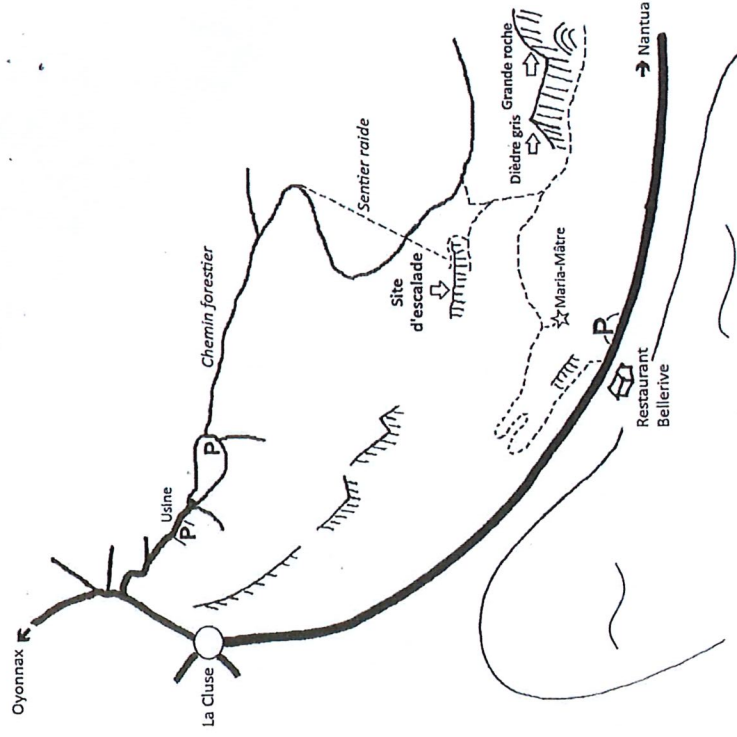 Oyonnax
La Cluse
Usine
P
P
Chemin forestier
Sentier raide
Site
d'escalade
Dièdre gris
Grande roche
Maria-Mâtre
P
Restaurant
Bellerive
Nantua